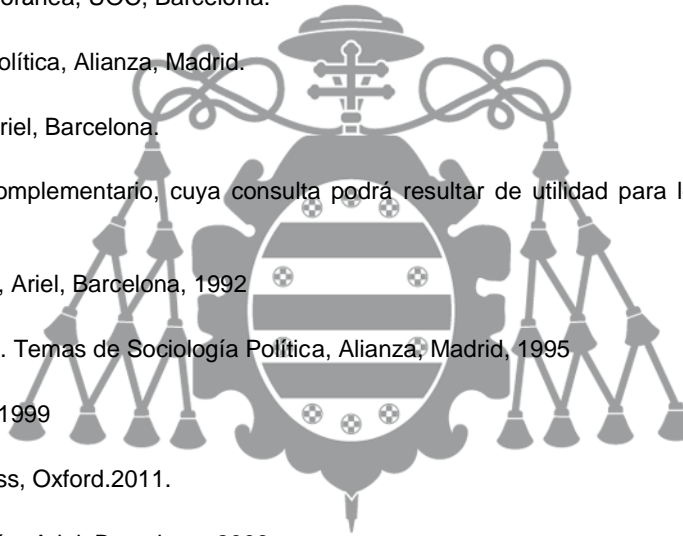 UOC, Barcelona.
olítica, Alianza, Madrid.
riel, Barcelona.
omplementario, cuya consulta podrá resultar de utilidad para l
, Ariel, Barcelona, 1992
. Temas de Sociología Política, Alianza, Madrid, 1995
1999
ss, Oxford.2011.